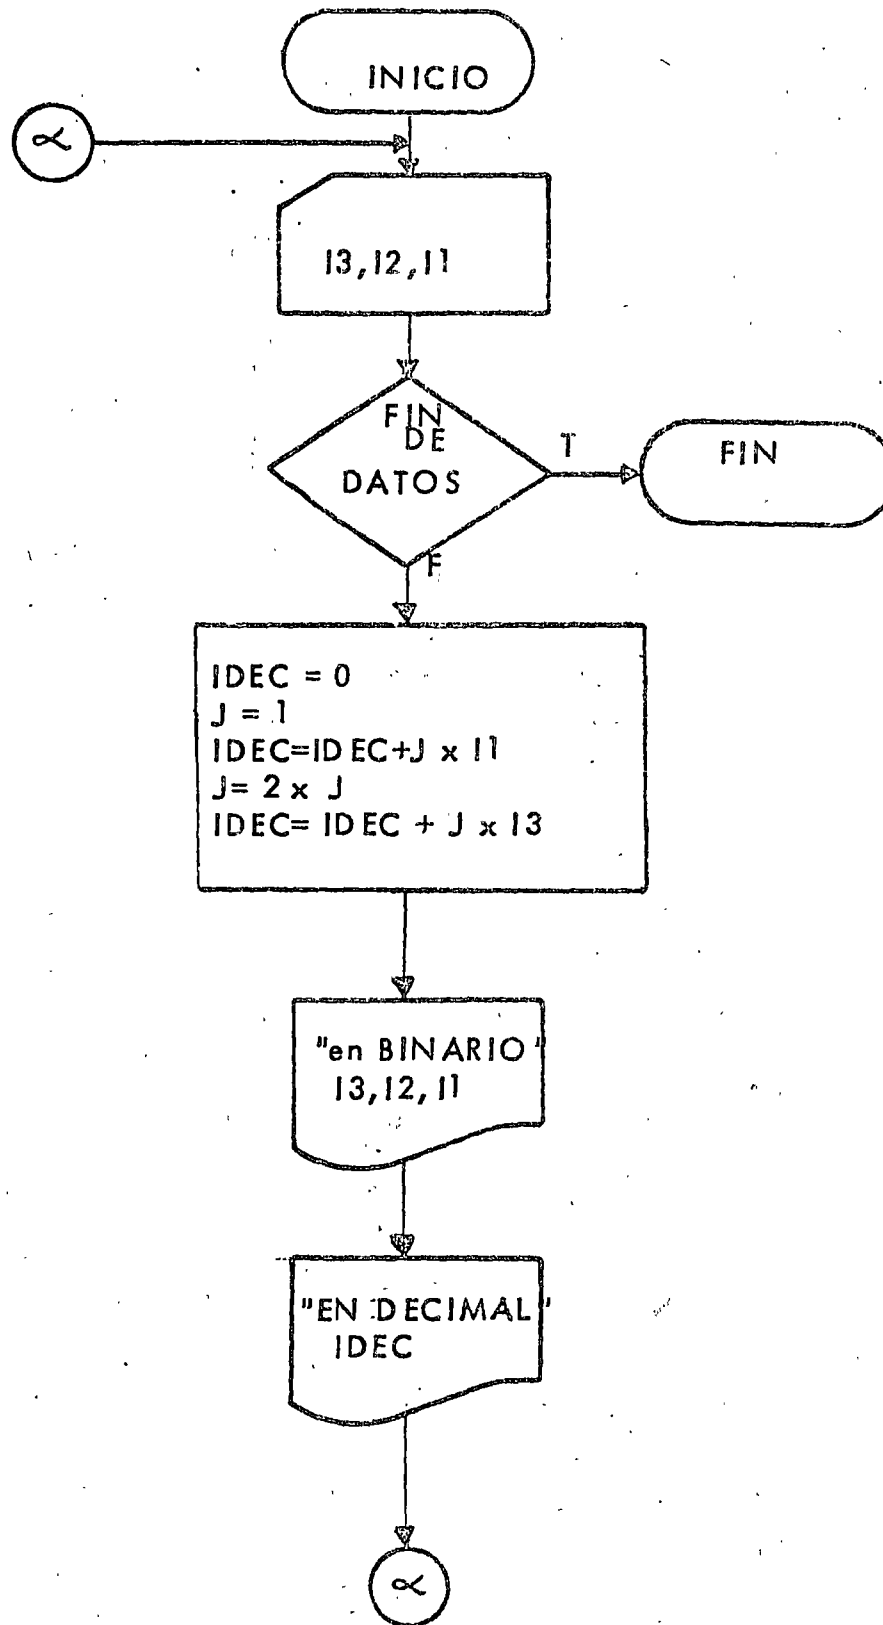 INICIO
∝
I3,I2,I1
FIN
DE
DATOS
T
FIN
F
IDEC = 0
J = 1
IDEC=IDEC+J x I1
J= 2 x J
IDEC= IDEC + J x I3
"en BINARIO"
I3,I2,I1
"EN DECIMAL"
IDEC
∝